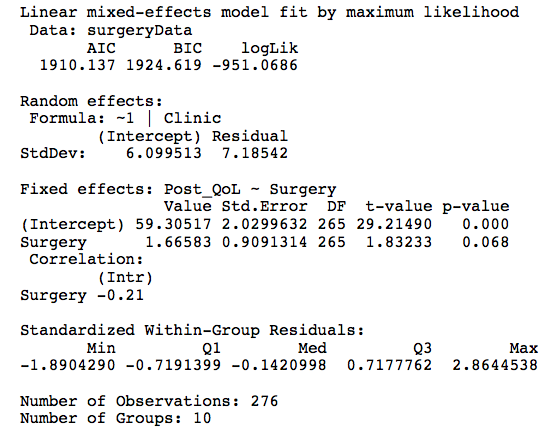 Linear mixed-effects model fit by maximum likelihood
Data: surgeryData
AIC BIC logLik
1910.137 1924.619 -951.0686
Random effects:
Formula: ~1 | Clinic
(Intercept) Residual
StdDev: 6.099513 7.18542
Fixed effects: Post_QoL ~ Surgery
Value Std.Error DF t-value p-value
(Intercept) 59.30517 2.0299632 265 29.21490 0.000
Surgery 1.66583 0.9091314 265 1.83233 0.068
Correlation:
(Intr)
Surgery -0.21
Standardized Within-Group Residuals:
Min Q1 Med Q3 Max
-1.8904290 -0.7191399 -0.1420998 0.7177762 2.8644538
Number of Observations: 276
Number of Groups: 10